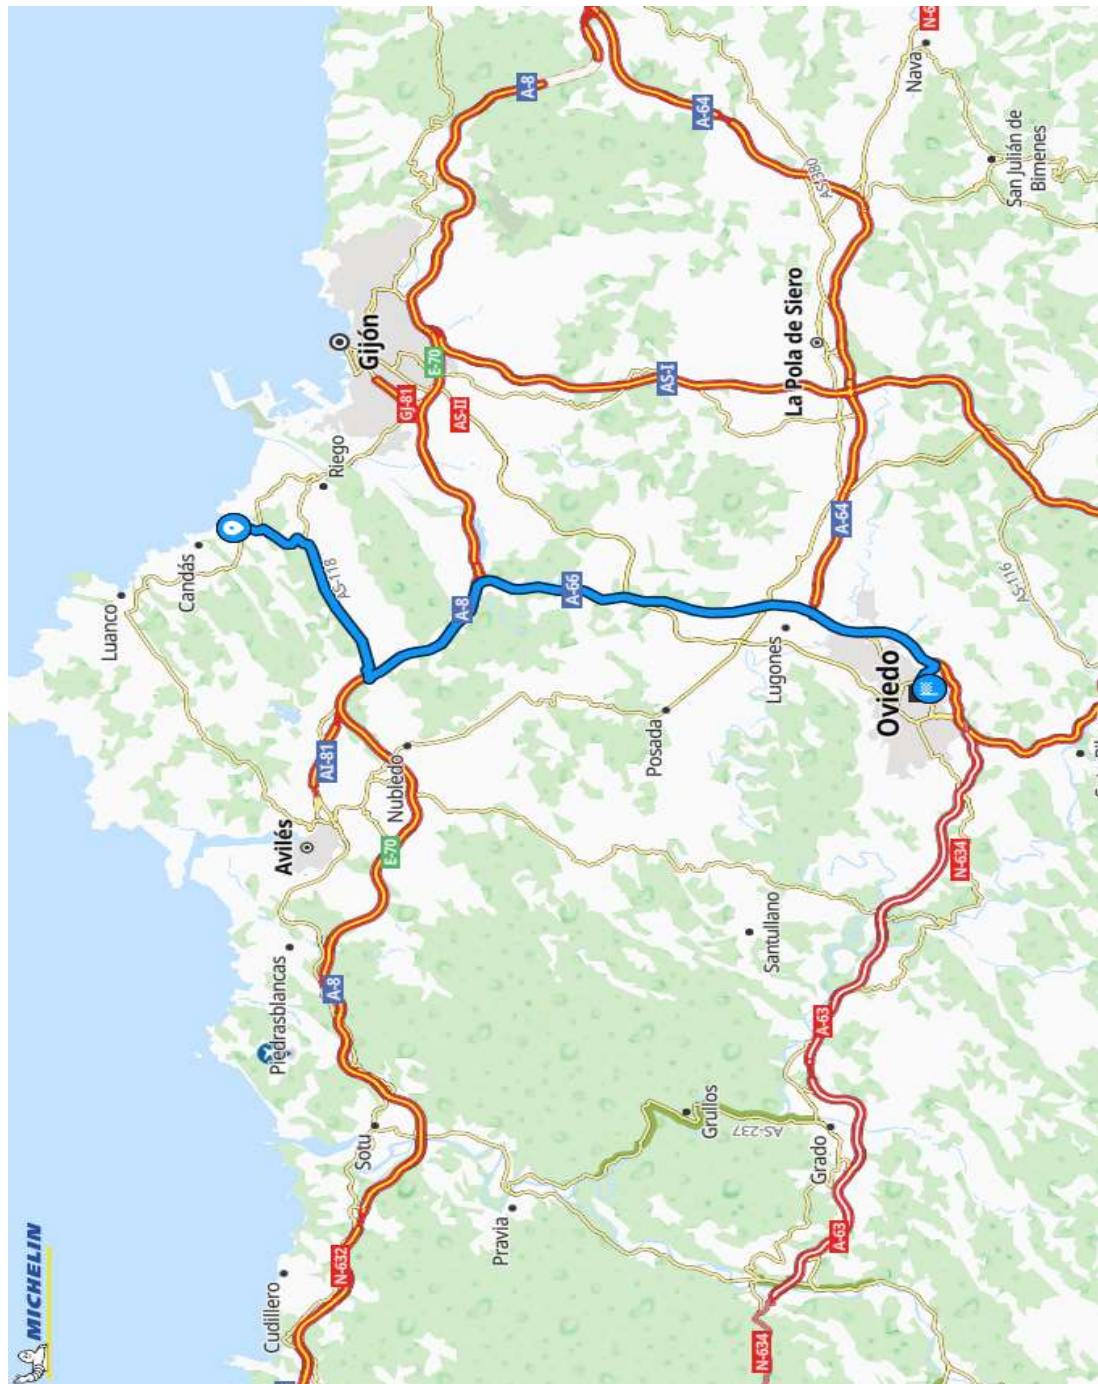 MICHELIN
Cudillero
N-632
Sotu
Piedrasblancas
A-8
Avilés
AI-81
E-70
Nubledo
Luanco
Candás
Riego
AS-118
A-8
Gijón
GJ-81
E-70
AS-II
A-8
A-64
A-66
AS-I
Pravia
Grullos
AS-237
Grado
A-63
N-634
A-63
Santullano
N-634
Posada
Lugones
Oviedo
A-64
La Pola de Siero
AS-380
AS-116
Nava
San Julián de
Bimenes